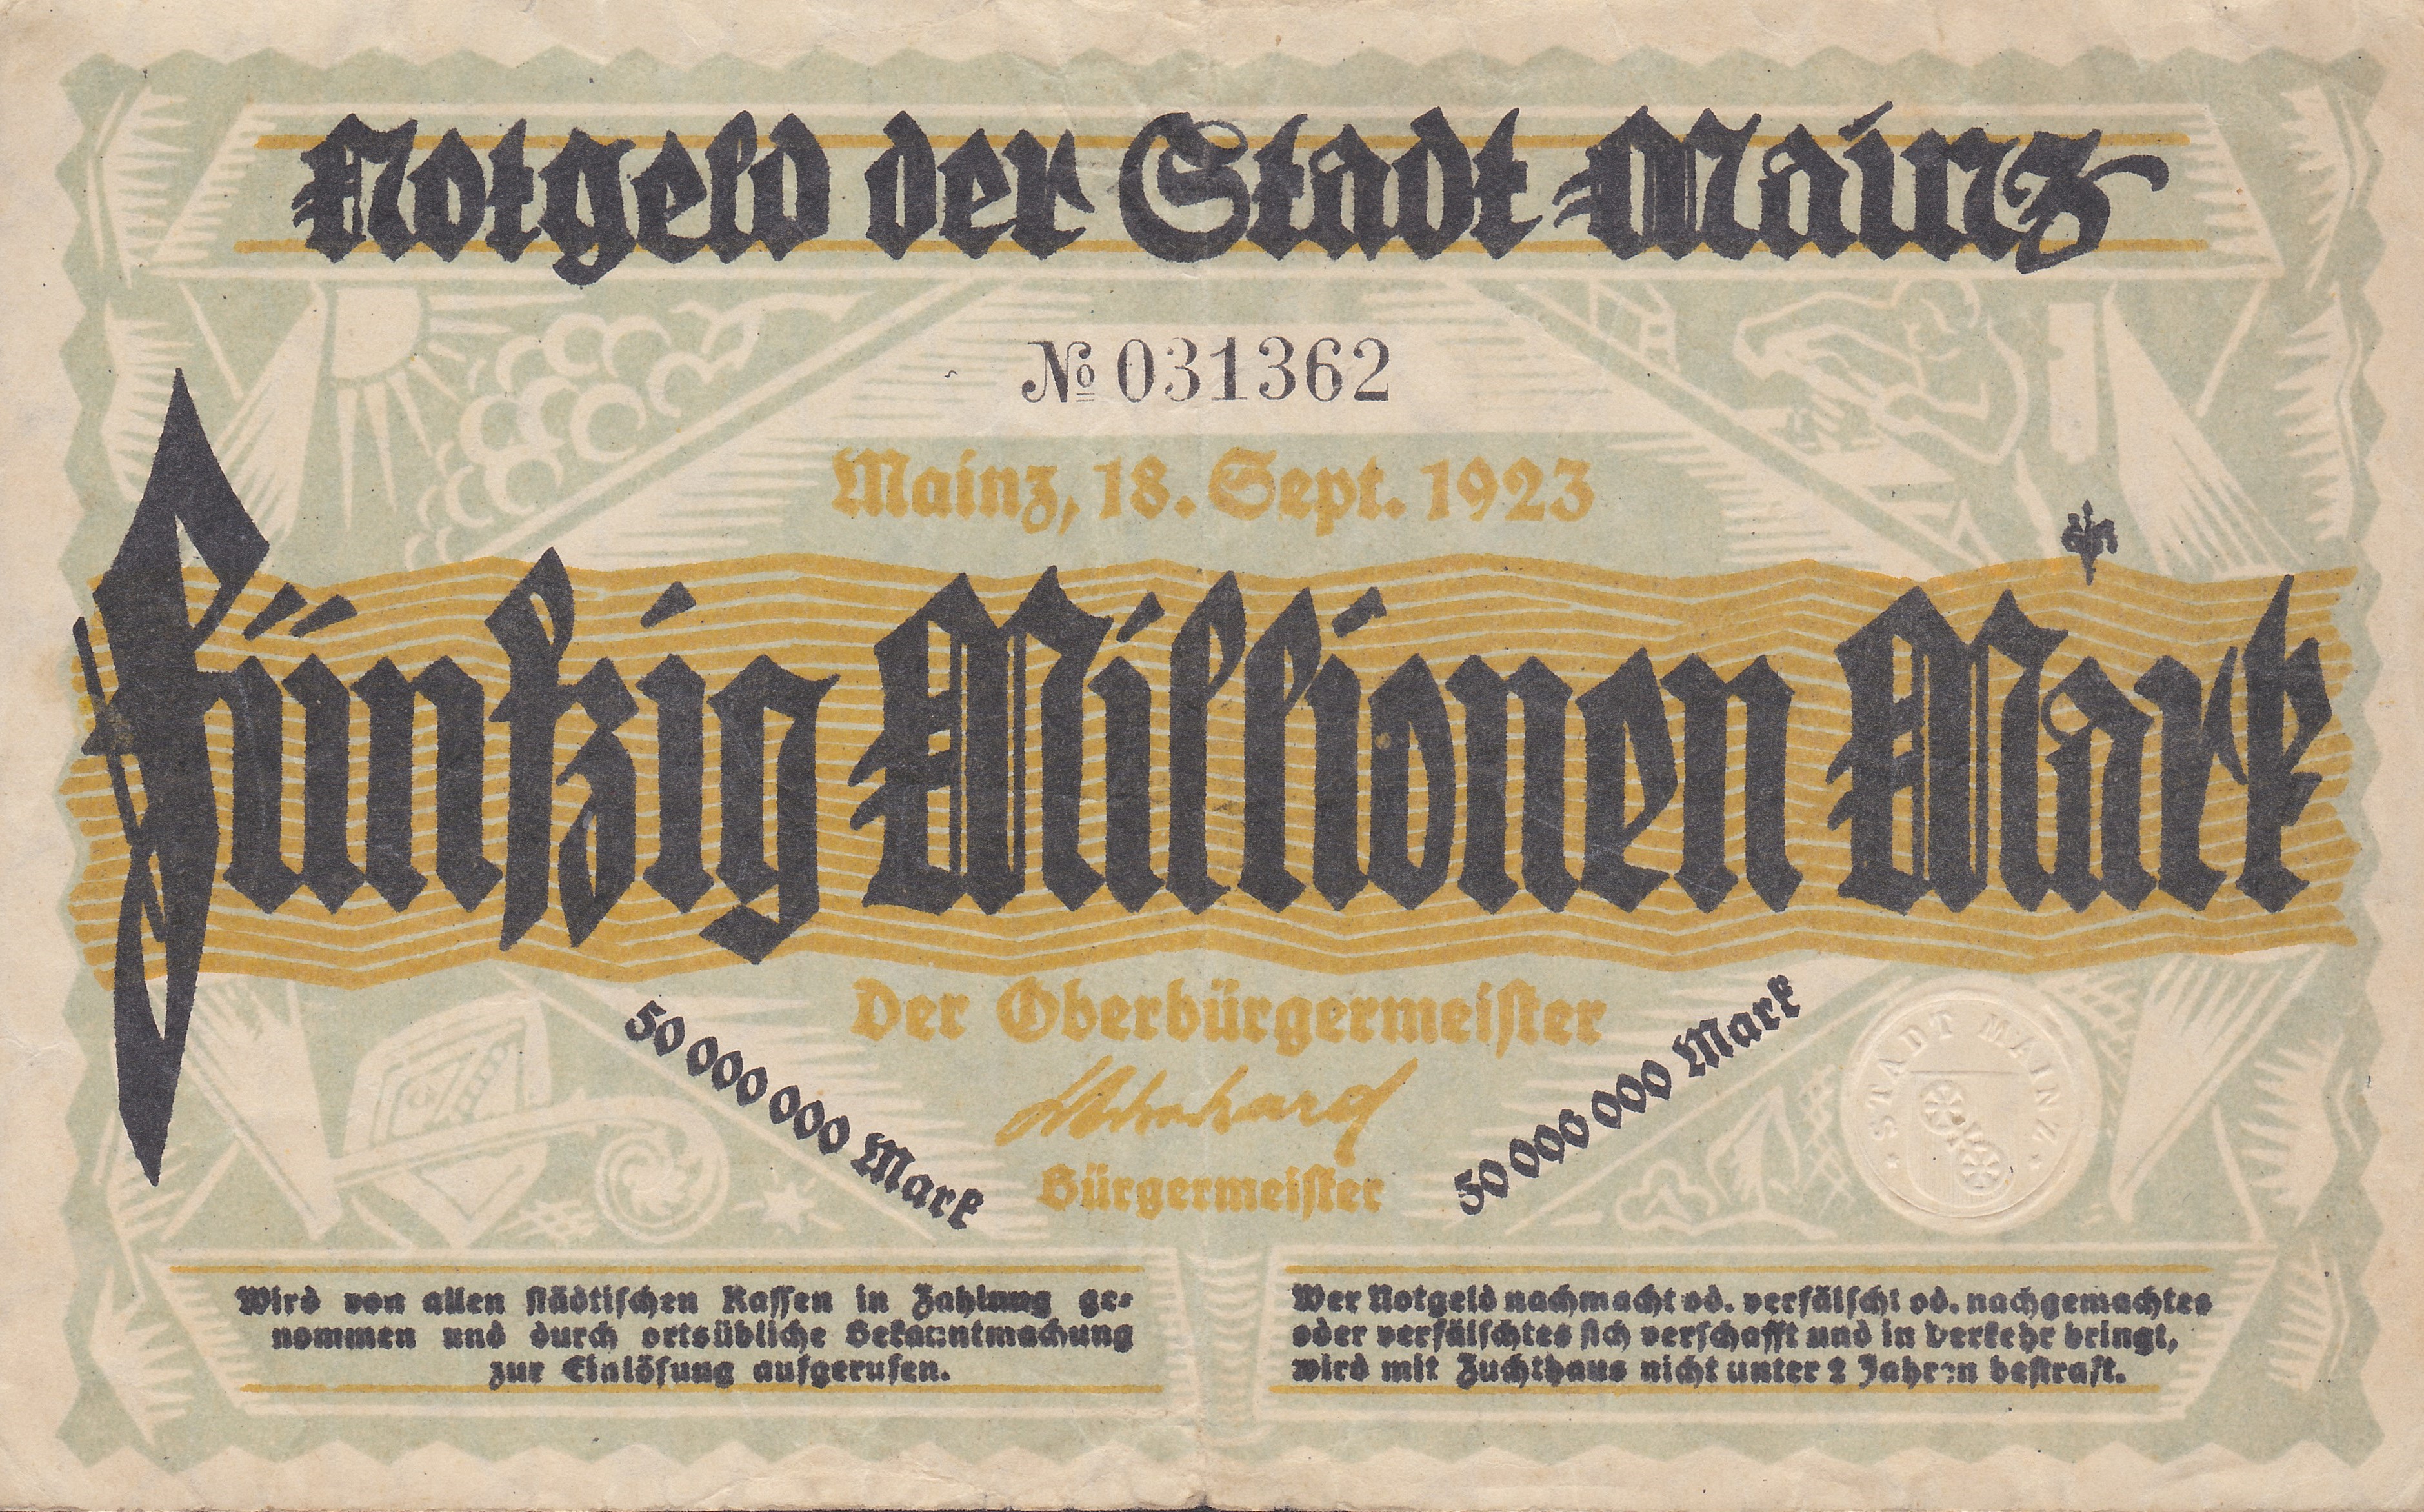 Notgeld der Stadt Mainz
№ 031362
Mainz, 18. Sept. 1923
Fünfzig Millionen Mark
Der Oberbürgermeister
50 000 000 Mark
50 000 000 Mark
Bürgermeister
STADT MAINZ
Wird von allen städtischen Kassen in Zahlung ge-
nommen und durch ortsübliche Bekanntmachung
zur Einlösung aufgerufen.
Wer Notgeld nachmacht od. verfälscht od. nachgemachtes
oder verfälschtes sich verschafft und in Verkehr bringt,
wird mit Zuchthaus nicht unter 2 Jahren bestraft.